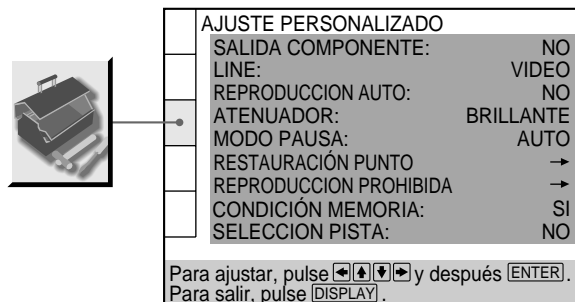 AJUSTE PERSONALIZADO
SALIDA COMPONENTE: NO
LINE: VIDEO
REPRODUCCION AUTO: NO
ATENUADOR: BRILLANTE
MODO PAUSA: AUTO
RESTAURACIÓN PUNTO →
REPRODUCCION PROHIBIDA →
CONDICIÓN MEMORIA: SI
SELECCION PISTA: NO
Para ajustar, pulse ←↑↓→ y después ENTER.
Para salir, pulse DISPLAY.